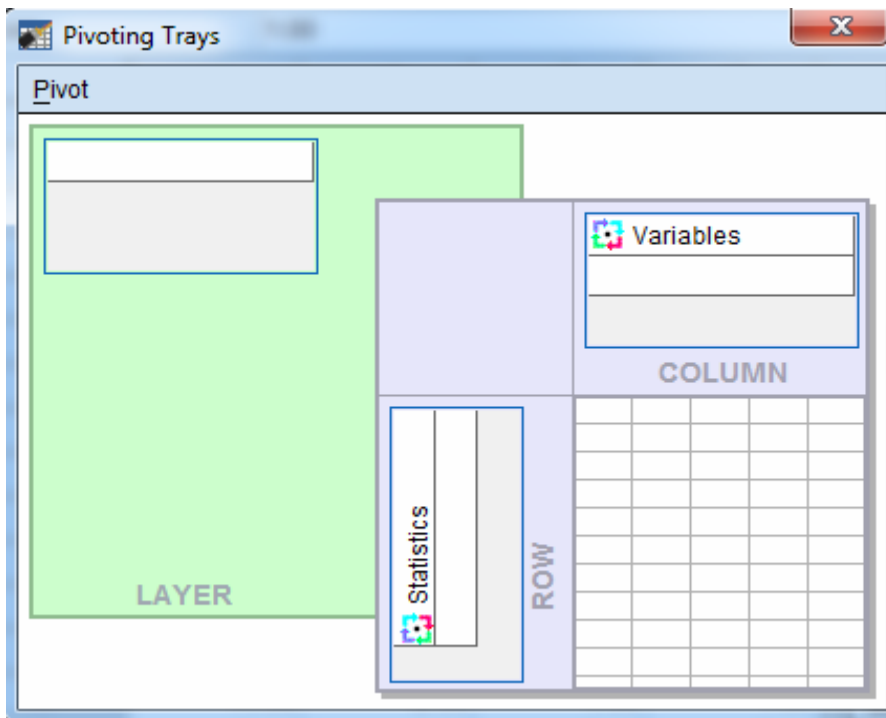 Pivoting Trays
Pivot
Variables
COLUMN
Statistics
ROW
LAYER